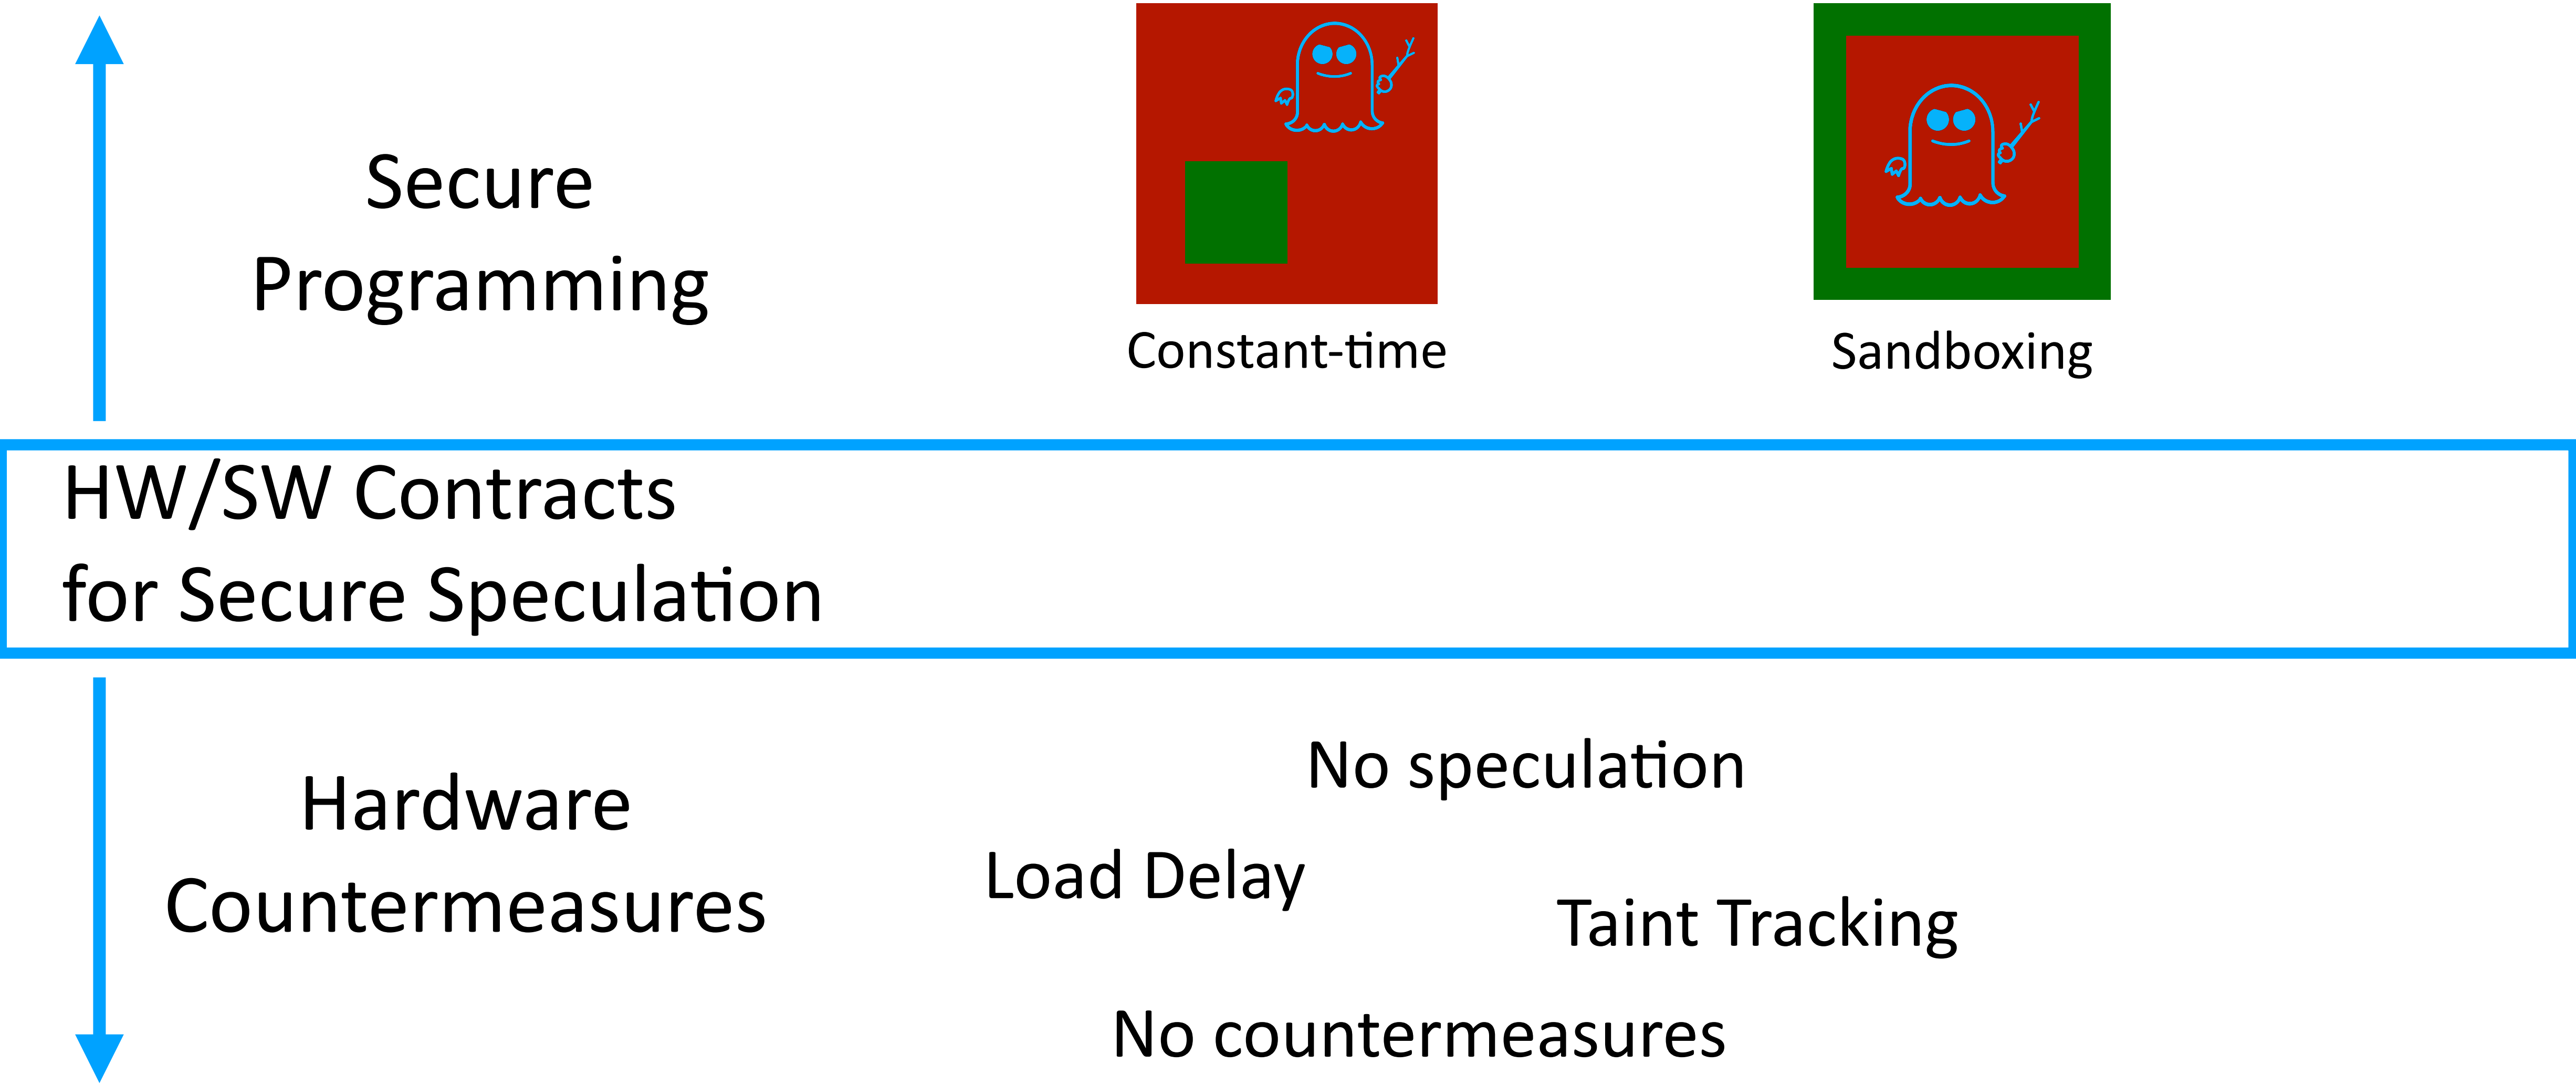 Secure
Programming
Constant-time
Sandboxing
HW/SW Contracts
for Secure Speculation
Hardware
Countermeasures
No speculation
Load Delay
Taint Tracking
No countermeasures